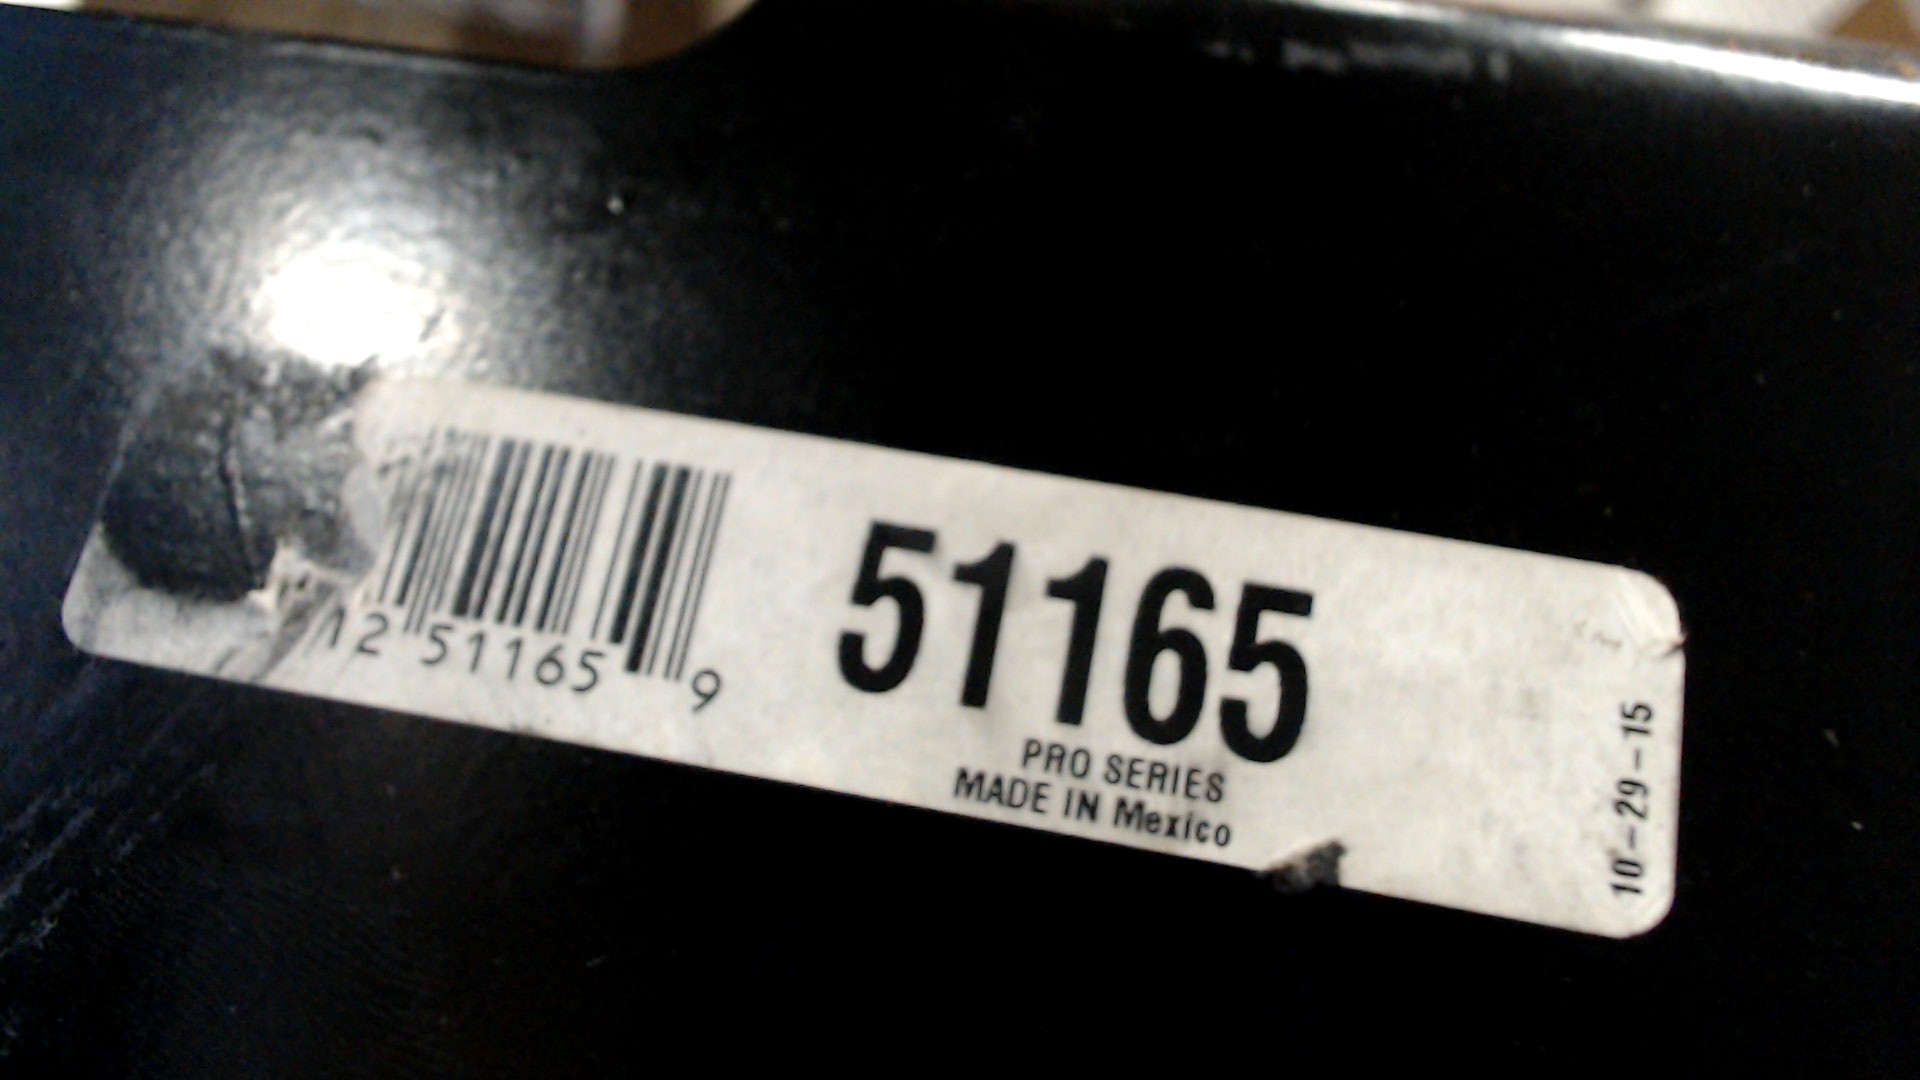 12 51165 9
51165
PRO SERIES
MADE IN Mexico
10-29-15